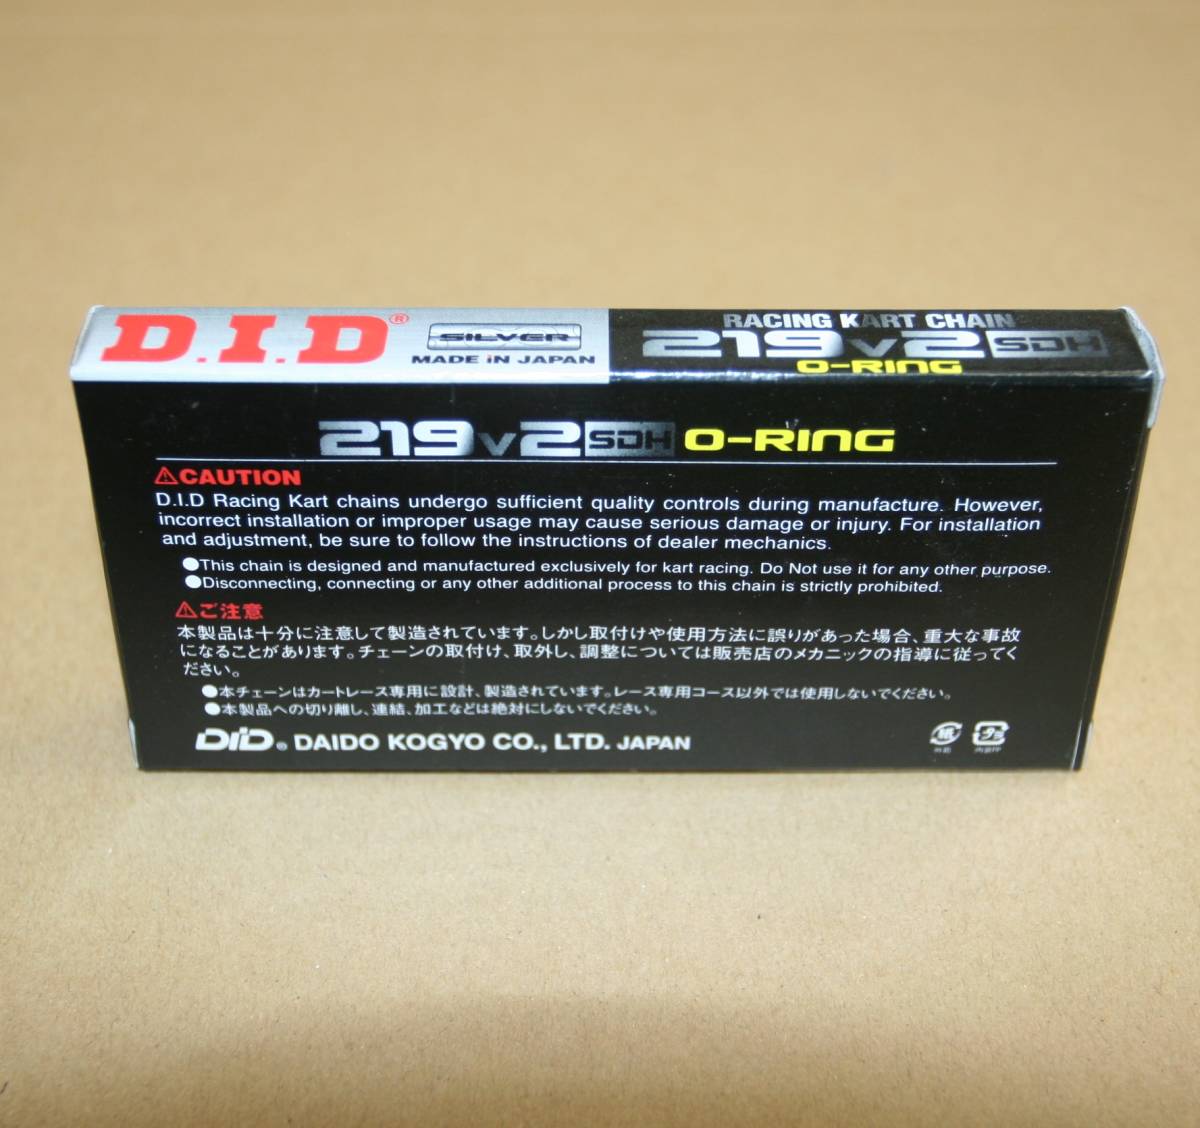 D.I.D®
SILVER
MADE IN JAPAN
RACING KART CHAIN
219V2 SDH
O-RING
219V2 SDH O-RING
⚠CAUTION
D.I.D Racing Kart chains undergo sufficient quality controls during manufacture. However,
incorrect installation or improper usage may cause serious damage or injury. For installation
and adjustment, be sure to follow the instructions of dealer mechanics.
●This chain is designed and manufactured exclusively for kart racing. Do Not use it for any other purpose.
●Disconnecting, connecting or any other additional process to this chain is strictly prohibited.
⚠ご注意
本製品は十分に注意して製造されています。しかし取付けや使用方法に誤りがあった場合、重大な事故
になることがあります。チェーンの取付け、取外し、調整については販売店のメカニックの指導に従ってく
ださい。
●本チェーンはカートレース専用に設計、製造されています。レース専用コース以外では使用しないでください。
●本製品への切り離し、連結、加工などは絶対にしないでください。
DID® DAIDO KOGYO CO., LTD. JAPAN
紙 プラ